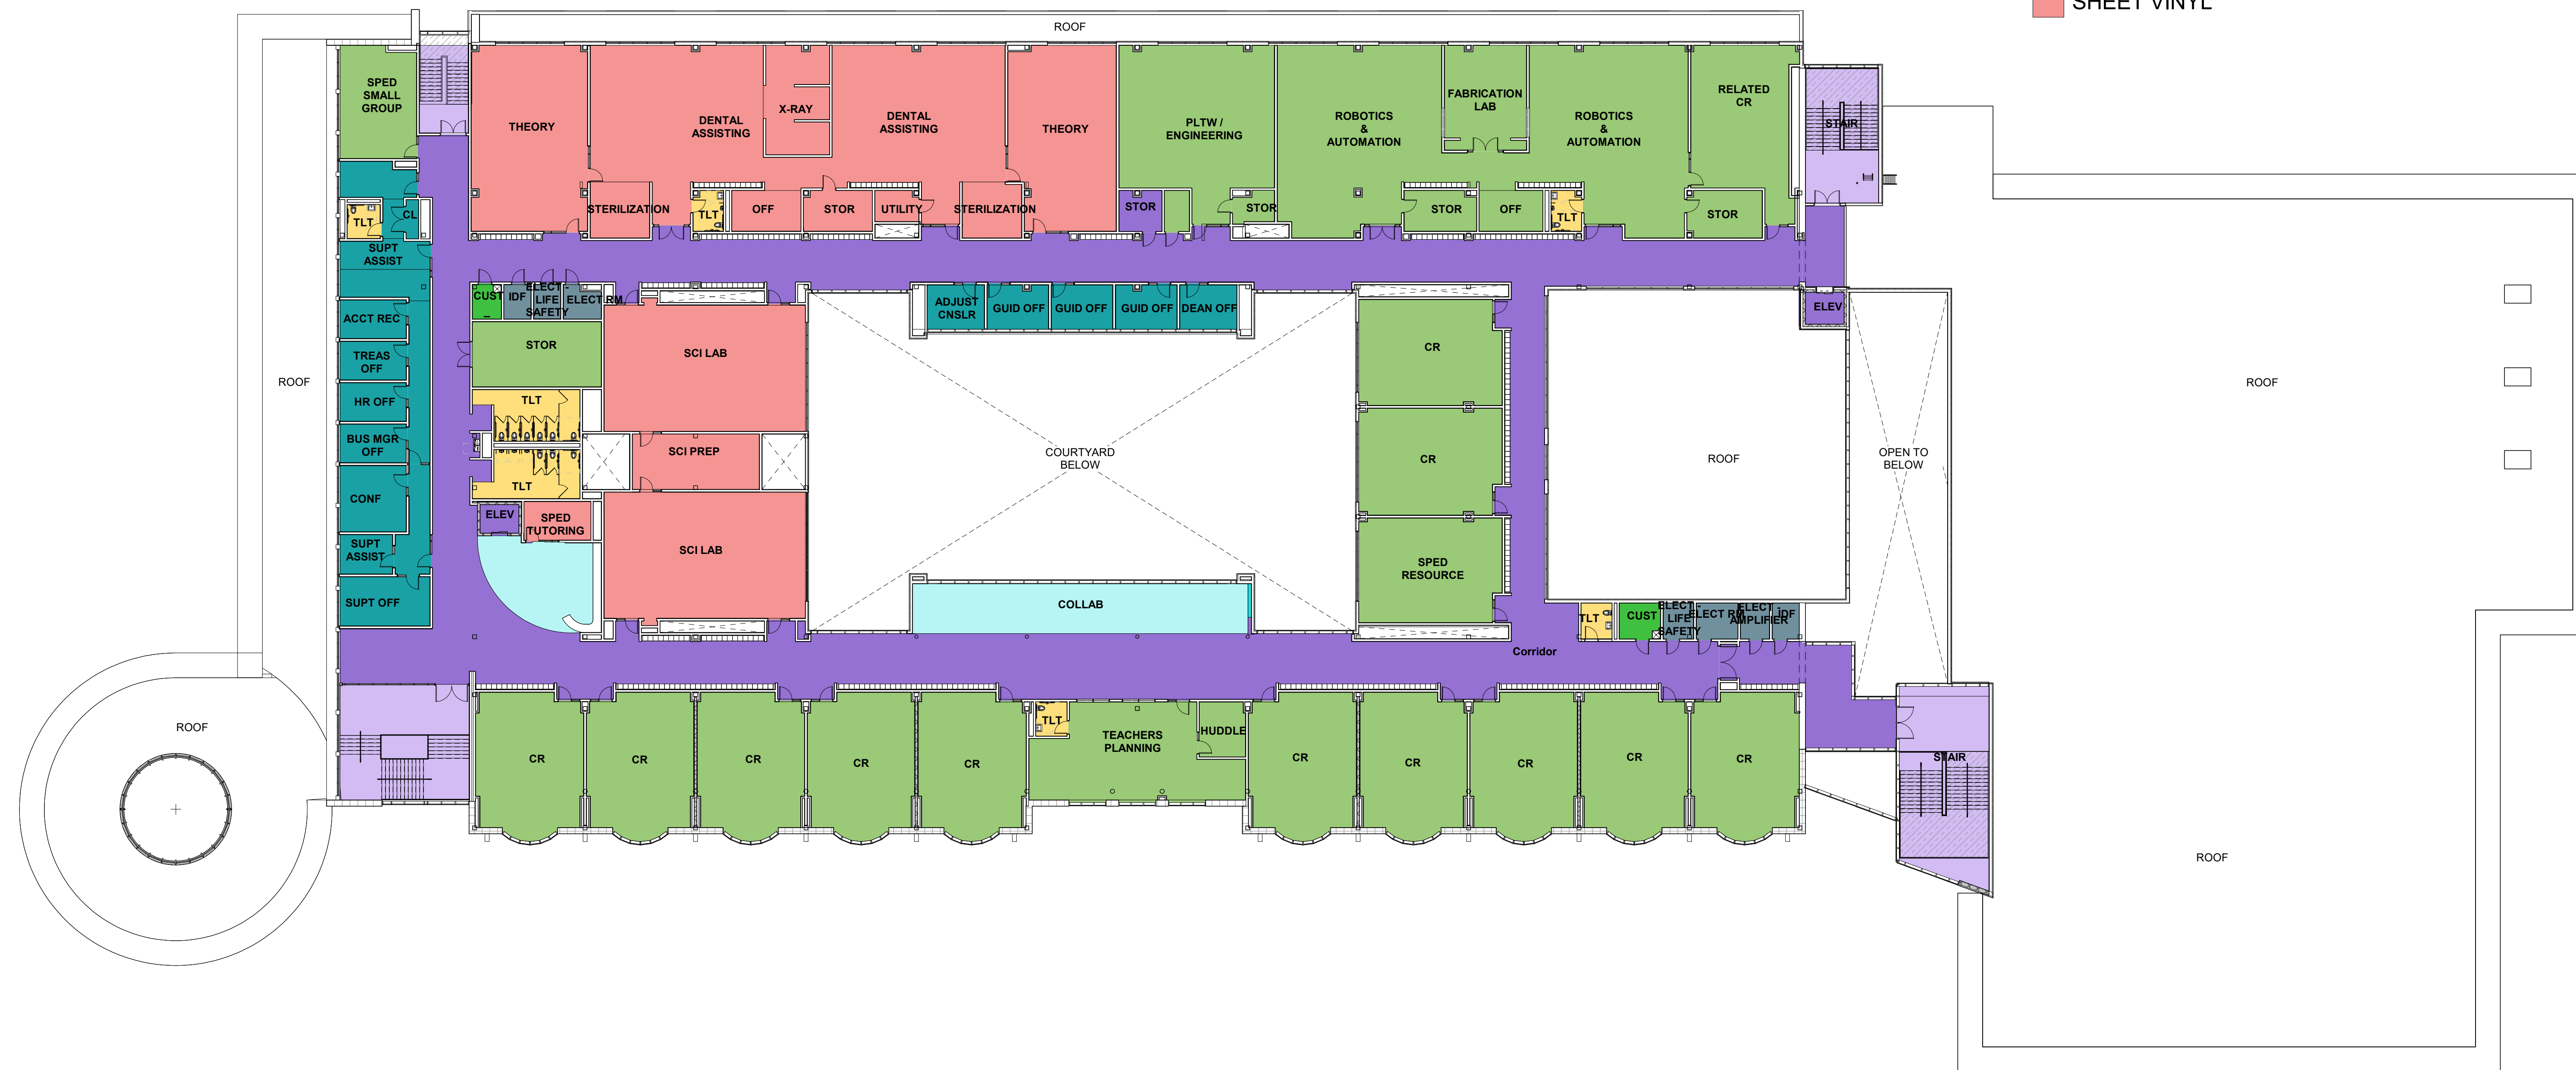 SHEET VINYL
ROOF
SPED
SMALL
GROUP
THEORY
DENTAL
ASSISTING
X-RAY
DENTAL
ASSISTING
THEORY
PLTW /
ENGINEERING
ROBOTICS
&
AUTOMATION
FABRICATION
LAB
ROBOTICS
&
AUTOMATION
RELATED
CR
STAIR
TLT
CL
STERILIZATION
TLT
OFF
STOR
UTILITY
STERILIZATION
STOR
STOR
STOR
OFF
TLT
STOR
SUPT
ASSIST
CUST
IDF
ELECT -
LIFE
SAFETY
ELECT RM
ADJUST
CNSLR
GUID OFF
GUID OFF
GUID OFF
DEAN OFF
ELEV
ACCT REC
STOR
SCI LAB
CR
TREAS
OFF
ROOF
HR OFF
TLT
ROOF
BUS MGR
OFF
SCI PREP
COURTYARD
BELOW
CR
ROOF
OPEN TO
BELOW
TLT
CONF
ELEV
SPED
TUTORING
SUPT
ASSIST
SCI LAB
SPED
RESOURCE
SUPT OFF
COLLAB
TLT
CUST
ELECT -
LIFE
SAFETY
ELECT RM
ELECT -
AMPLIFIER
IDF
Corridor
ROOF
TLT
TEACHERS
PLANNING
HUDDLE
CR
CR
CR
CR
CR
CR
CR
CR
CR
CR
STAIR
ROOF